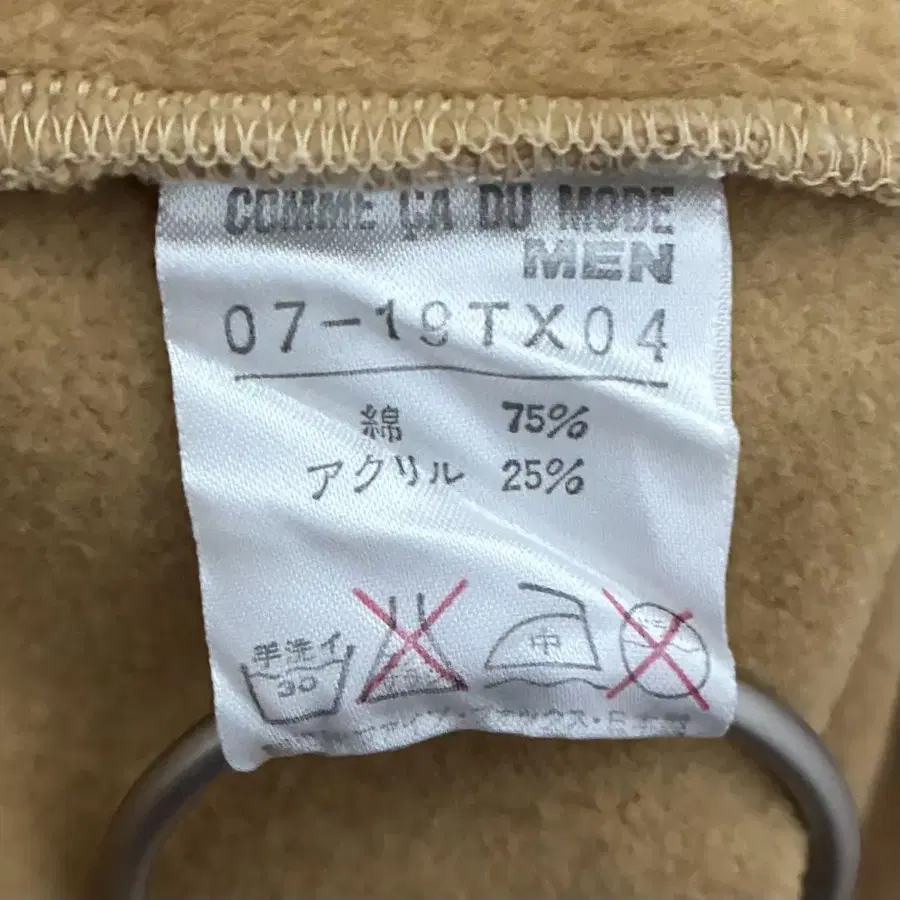 COMME ÇA DU MODE
MEN
07-19TX04
綿 75%
アクリル 25%
手洗イ
30
中